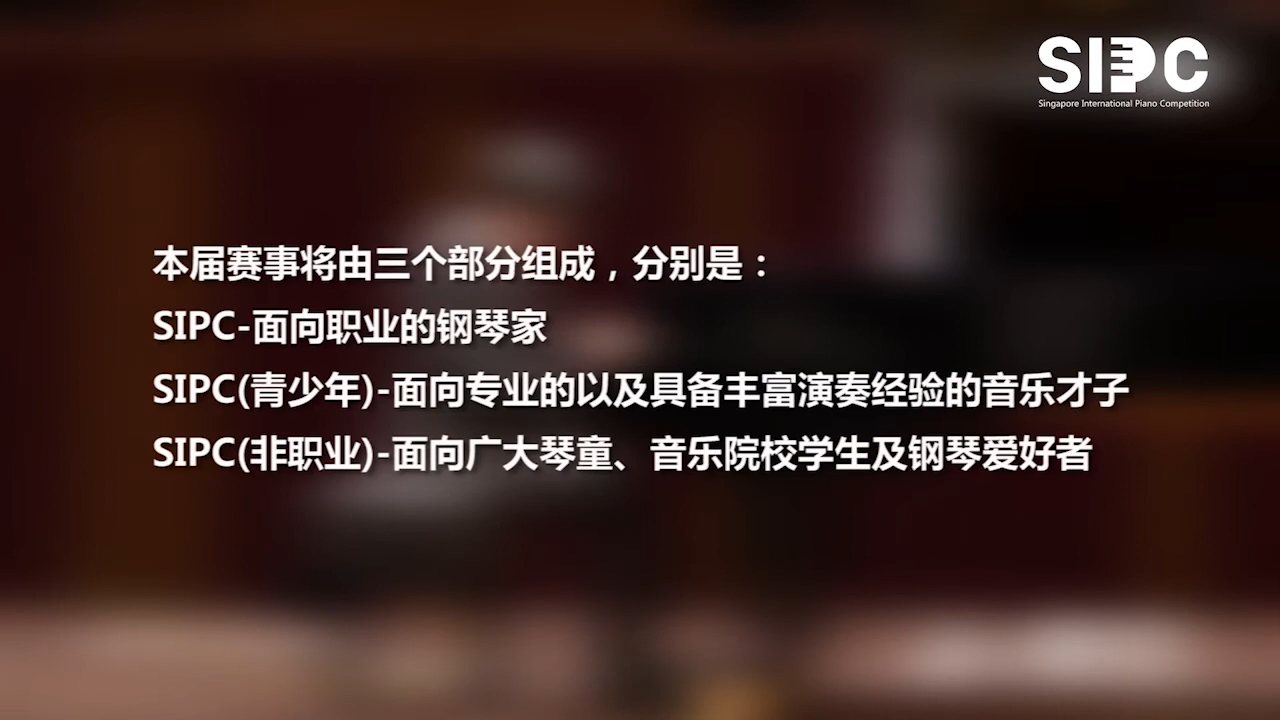 SIPC
Singapore International Piano Competition
本届赛事将由三个部分组成，分别是：
SIPC-面向职业的钢琴家
SIPC(青少年)-面向专业的以及具备丰富演奏经验的音乐才子
SIPC(非职业)-面向广大琴童、音乐院校学生及钢琴爱好者